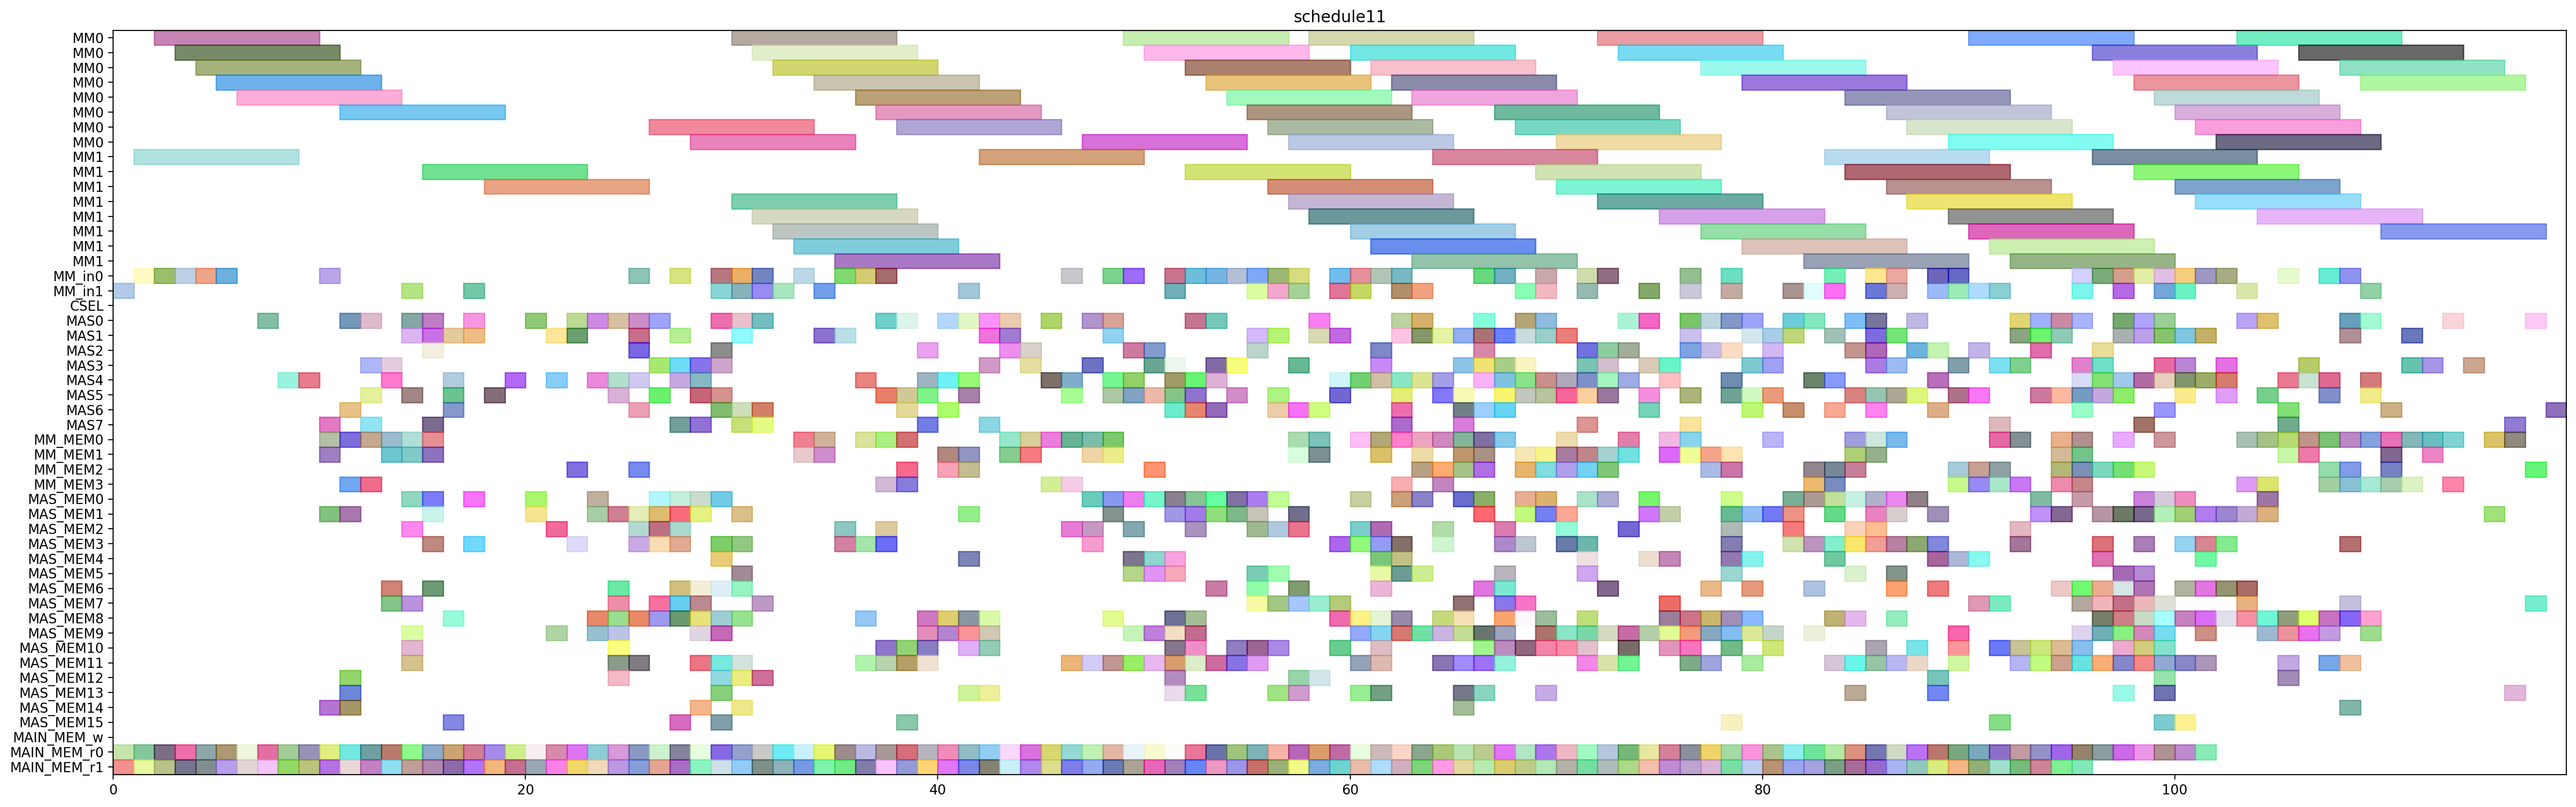 schedule11
MM0
MM0
MM0
MM0
MM0
MM0
MM0
MM0
MM1
MM1
MM1
MM1
MM1
MM1
MM1
MM1
MM_in0
MM_in1
CSEL
MAS0
MAS1
MAS2
MAS3
MAS4
MAS5
MAS6
MAS7
MM_MEM0
MM_MEM1
MM_MEM2
MM_MEM3
MAS_MEM0
MAS_MEM1
MAS_MEM2
MAS_MEM3
MAS_MEM4
MAS_MEM5
MAS_MEM6
MAS_MEM7
MAS_MEM8
MAS_MEM9
MAS_MEM10
MAS_MEM11
MAS_MEM12
MAS_MEM13
MAS_MEM14
MAS_MEM15
MAIN_MEM_w
MAIN_MEM_r0
MAIN_MEM_r1
0 20 40 60 80 100